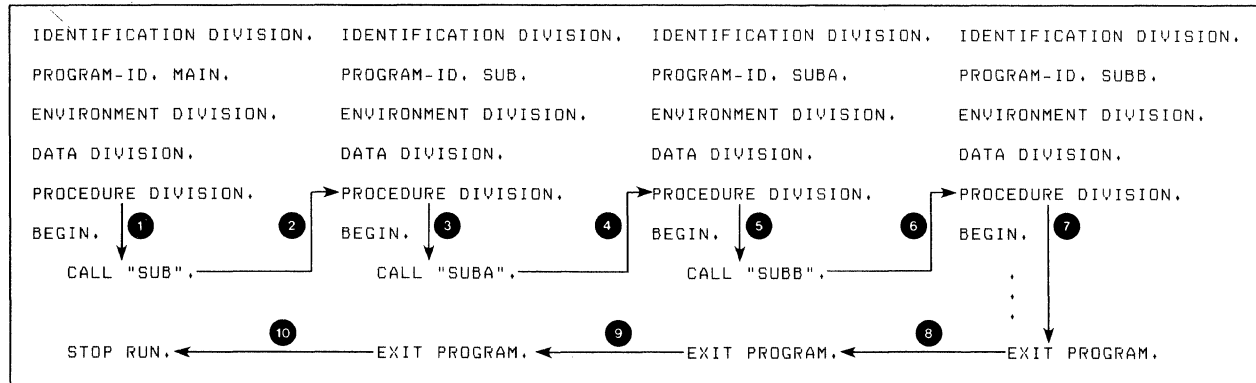 IDENTIFICATION DIVISION. IDENTIFICATION DIVISION. IDENTIFICATION DIVISION. IDENTIFICATION DIVISION.
PROGRAM-ID. MAIN. PROGRAM-ID. SUB. PROGRAM-ID. SUBA. PROGRAM-ID. SUBB.
ENVIRONMENT DIVISION. ENVIRONMENT DIVISION. ENVIRONMENT DIVISION. ENVIRONMENT DIVISION.
DATA DIVISION. DATA DIVISION. DATA DIVISION. DATA DIVISION.
PROCEDURE DIVISION. PROCEDURE DIVISION. PROCEDURE DIVISION. PROCEDURE DIVISION.
BEGIN. 1 2 BEGIN. 3 4 BEGIN. 5 6 BEGIN. 7
CALL "SUB". CALL "SUBA". CALL "SUBB". .
.
.
10 9 8
STOP RUN. EXIT PROGRAM. EXIT PROGRAM. EXIT PROGRAM.